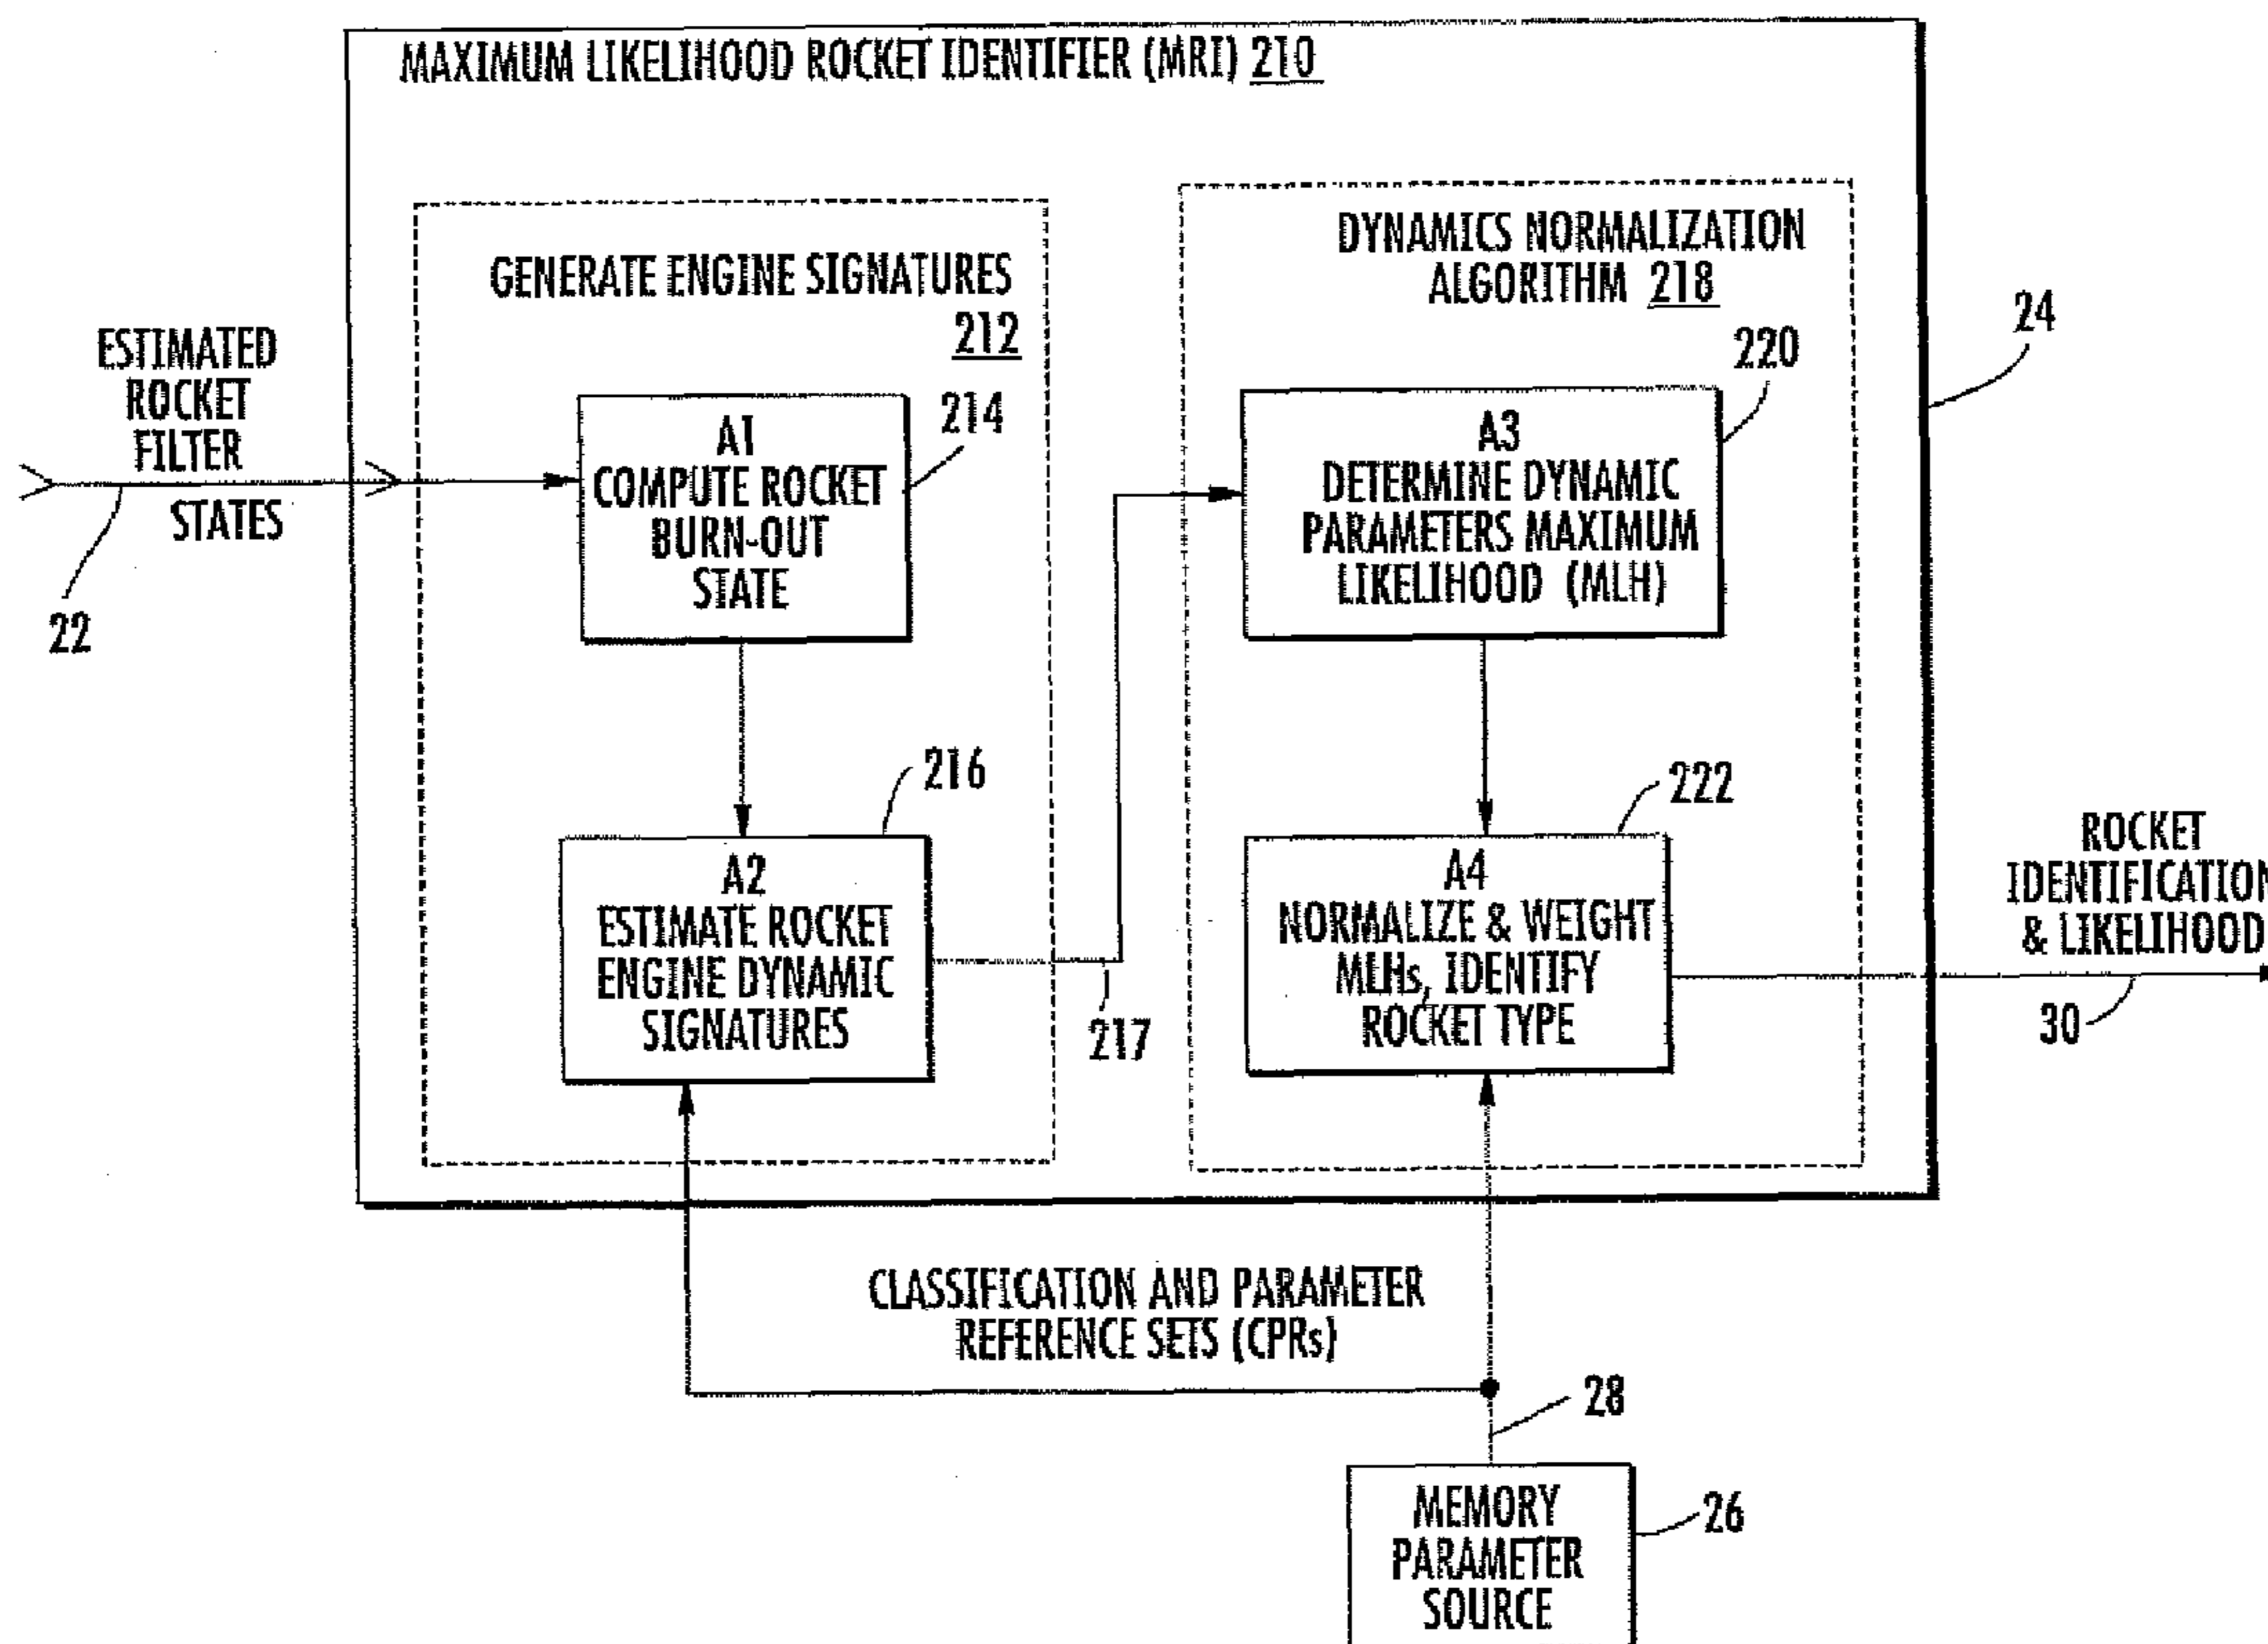 MAXIMUM LIKELIHOOD ROCKET IDENTIFIER (MRI) 210
GENERATE ENGINE SIGNATURES
212
DYNAMICS NORMALIZATION
ALGORITHM 218
24
ESTIMATED
ROCKET
FILTER
STATES
22
A1
COMPUTE ROCKET
BURN-OUT
STATE
214
220
A3
DETERMINE DYNAMIC
PARAMETERS MAXIMUM
LIKELIHOOD (MLH)
216
A2
ESTIMATE ROCKET
ENGINE DYNAMIC
SIGNATURES
217
222
A4
NORMALIZE & WEIGHT
MLHs, IDENTIFY
ROCKET TYPE
ROCKET
IDENTIFICATION
& LIKELIHOOD
30
CLASSIFICATION AND PARAMETER
REFERENCE SETS (CPRs)
28
MEMORY
PARAMETER
SOURCE
26